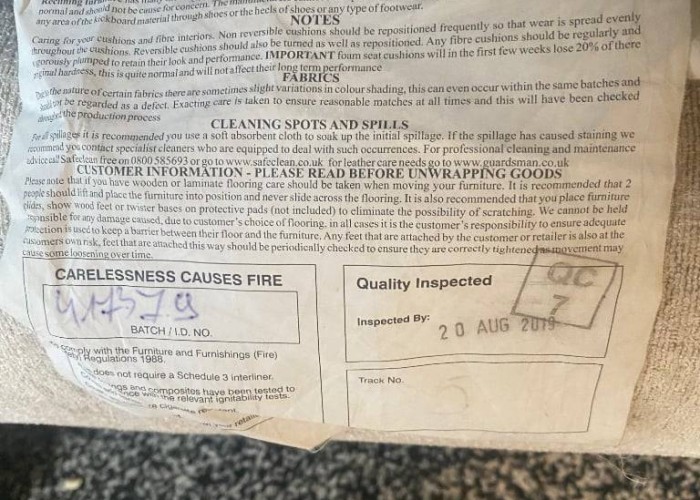 normal and should not be cause for concern. The
any area of the kickboard material through shoes or the heels of shoes or any type of footwear.
NOTES
Caring for your cushions and fibre interiors. Non reversible cushions should be repositioned frequently so that wear is spread evenly
throughout the cushions. Reversible cushions should also be turned as well as repositioned. Any fibre cushions should be regularly and
vigorously plumped to retain their look and performance. IMPORTANT foam seat cushions will in the first few weeks lose 20% of there
original hardness, this is quite normal and will not affect their long term performance
FABRICS
the nature of certain fabrics there are sometimes slight variations in colour shading, this can even occur within the same batches and
not be regarded as a defect. Exacting care is taken to ensure reasonable matches at all times and this will have been checked
the production process
CLEANING SPOTS AND SPILLS
For all spillages it is recommended you use a soft absorbent cloth to soak up the initial spillage. If the spillage has caused staining we
recommend you contact specialist cleaners who are equipped to deal with such occurrences. For professional cleaning and maintenance
advice call Safeclean free on 0800 585693 or go to www.safeclean.co.uk for leather care needs go to www.guardsman.co.uk
CUSTOMER INFORMATION - PLEASE READ BEFORE UNWRAPPING GOODS
Please note that if you have wooden or laminate flooring care should be taken when moving your furniture. It is recommended that 2
people should lift and place the furniture into position and never slide across the flooring. It is also recommended that you place furniture
glides, show wood feet or twister bases on protective pads (not included) to eliminate the possibility of scratching. We cannot be held
responsible for any damage caused, due to customer's choice of flooring, in all cases it is the customer's responsibility to ensure adequate
protection is used to keep a barrier between their floor and the furniture. Any feet that are attached by the customer or retailer is also at the
customers own risk, feet that are attached this way should be periodically checked to ensure they are correctly tightened as movement may
cause some loosening over time.
CARELESSNESS CAUSES FIRE
BATCH / I.D. NO.
comply with the Furniture and Furnishings (Fire)
Regulations 1988.
does not require a Schedule 3 interliner.
and composites have been tested to
with the relevant ignitability tests.
Quality Inspected
QC
7
Inspected By:
20 AUG 2019
Track No.